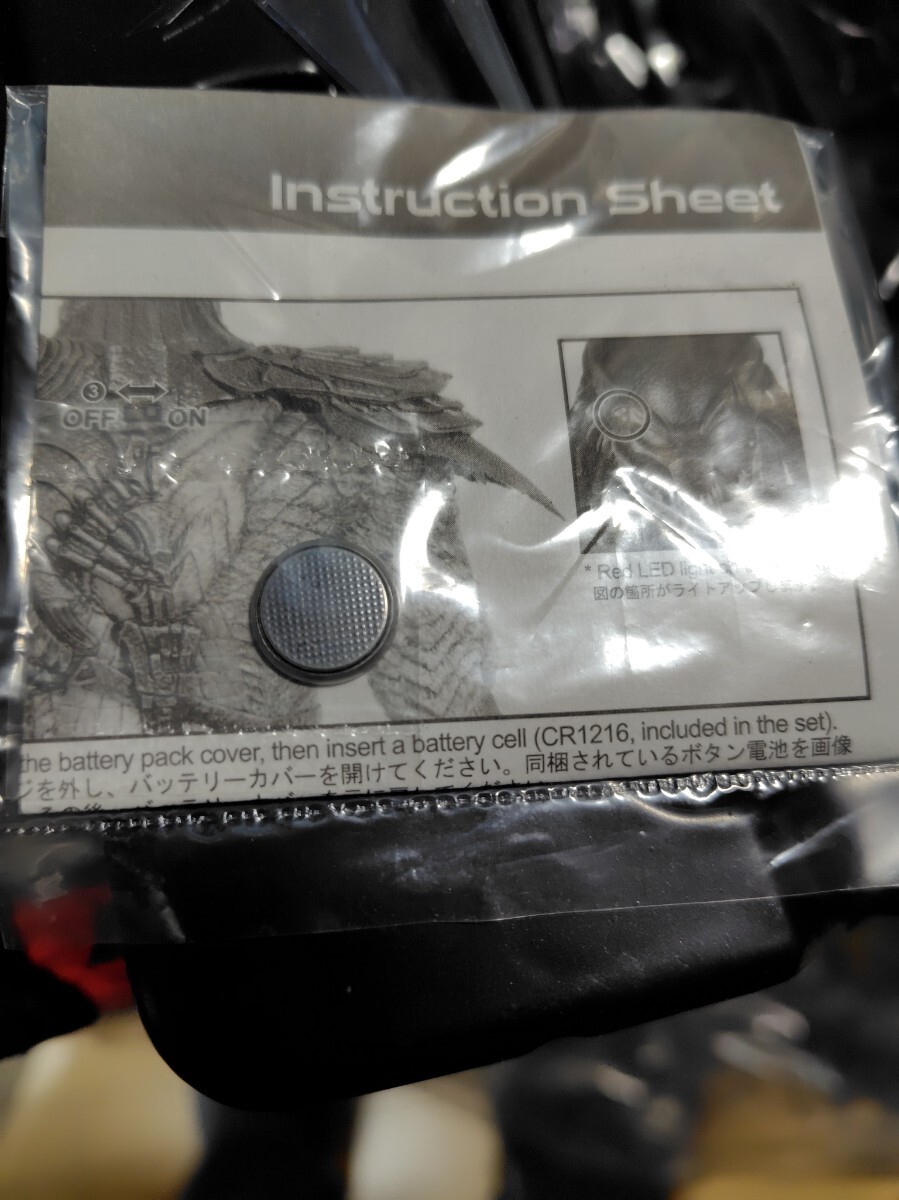 Instruction Sheet
③
OFF ON
* Red LED light
図の箇所がライトアップし
the battery pack cover, then insert a battery cell (CR1216, included in the set).
ジを外し、バッテリーカバーを開けてください。同梱されているボタン電池を画像